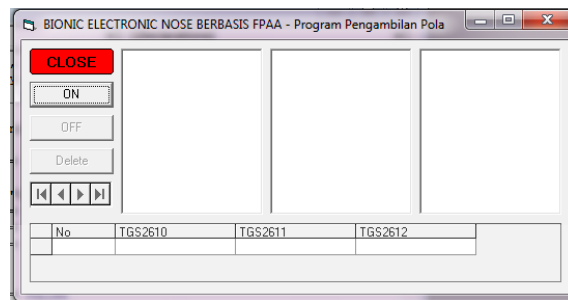 BIONIC ELECTRONIC NOSE BERBASIS FPAA - Program Pengambilan Pola
CLOSE
ON
OFF
Delete
No TGS2610 TGS2611 TGS2612